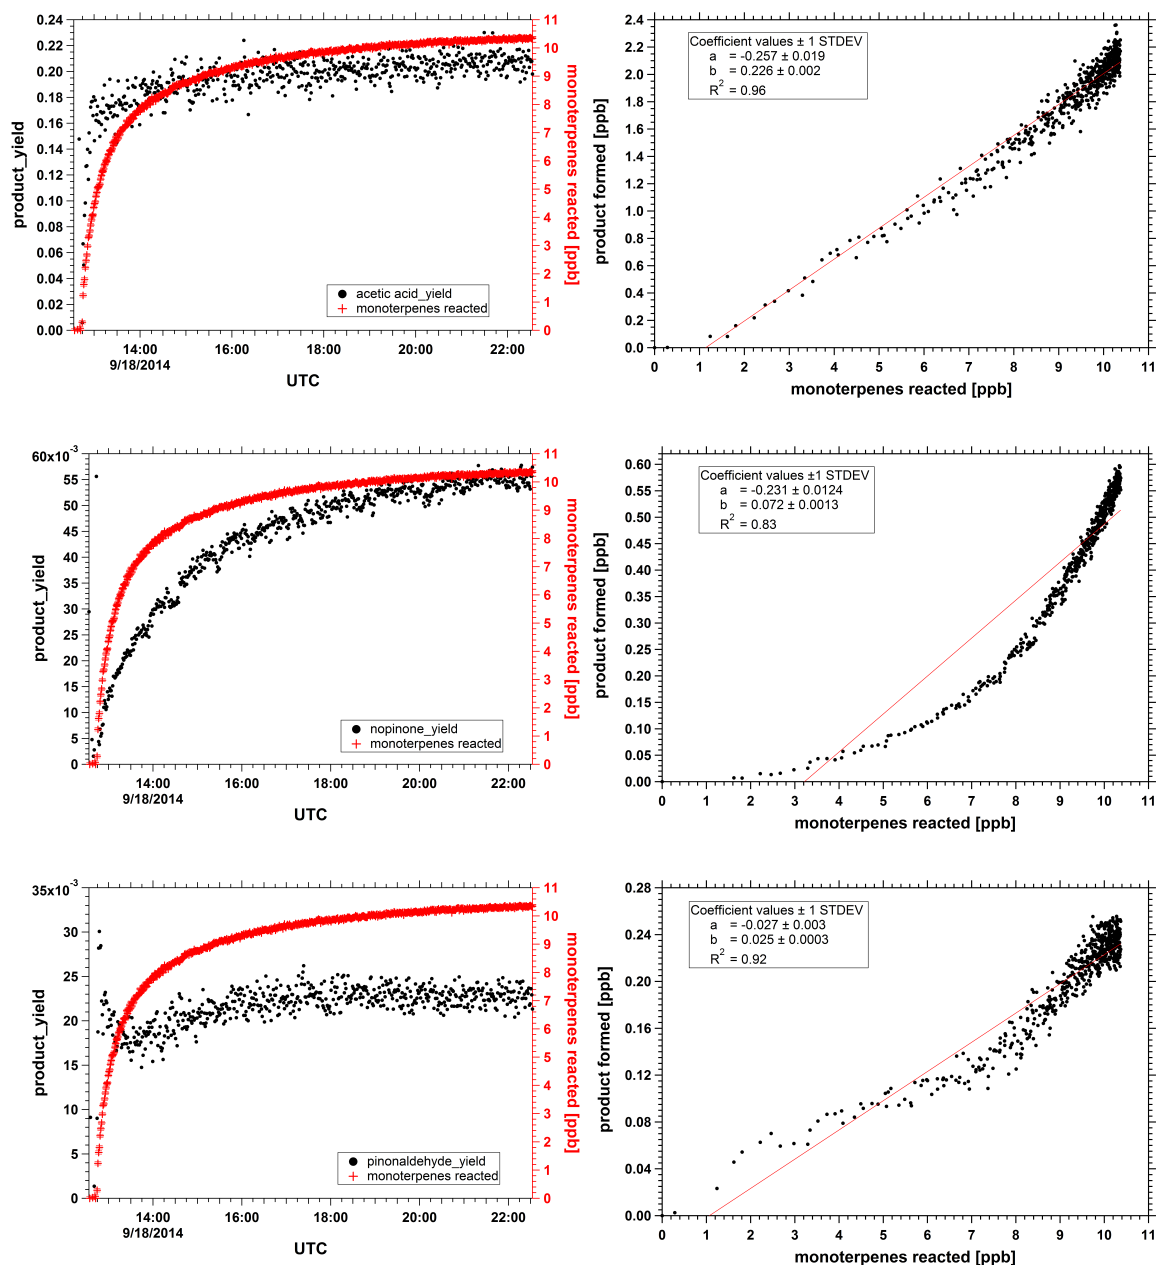 0.24
0.22
0.20
0.18
0.16
0.14
0.12
0.10
0.08
0.06
0.04
0.02
0.00
product_yield
11
10
9
8
7
6
5
4
3
2
1
0
monoterpenes reacted [ppb]
acetic acid_yield
monoterpenes reacted
14:00 16:00 18:00 20:00 22:00
9/18/2014
UTC
2.4
2.2
2.0
1.8
1.6
1.4
1.2
1.0
0.8
0.6
0.4
0.2
0.0
product formed [ppb]
Coefficient values ± 1 STDEV
a = -0.257 ± 0.019
b = 0.226 ± 0.002
R² = 0.96
0 1 2 3 4 5 6 7 8 9 10 11
monoterpenes reacted [ppb]
60x10⁻³
55
50
45
40
35
30
25
20
15
10
5
0
product_yield
11
10
9
8
7
6
5
4
3
2
1
0
monoterpenes reacted [ppb]
nopinone_yield
monoterpenes reacted
14:00 16:00 18:00 20:00 22:00
9/18/2014
UTC
0.60
0.55
0.50
0.45
0.40
0.35
0.30
0.25
0.20
0.15
0.10
0.05
0.00
product formed [ppb]
Coefficient values ±1 STDEV
a = -0.231 ± 0.0124
b = 0.072 ± 0.0013
R² = 0.83
0 1 2 3 4 5 6 7 8 9 10 11
monoterpenes reacted [ppb]
35x10⁻³
30
25
20
15
10
5
0
product_yield
11
10
9
8
7
6
5
4
3
2
1
0
monoterpenes reacted [ppb]
pinonaldehyde_yield
monoterpenes reacted
14:00 16:00 18:00 20:00 22:00
9/18/2014
UTC
0.28
0.24
0.20
0.16
0.12
0.08
0.04
0.00
product formed [ppb]
Coefficient values ± 1 STDEV
a = -0.027 ± 0.003
b = 0.025 ± 0.0003
R² = 0.92
0 1 2 3 4 5 6 7 8 9 10 11
monoterpenes reacted [ppb]